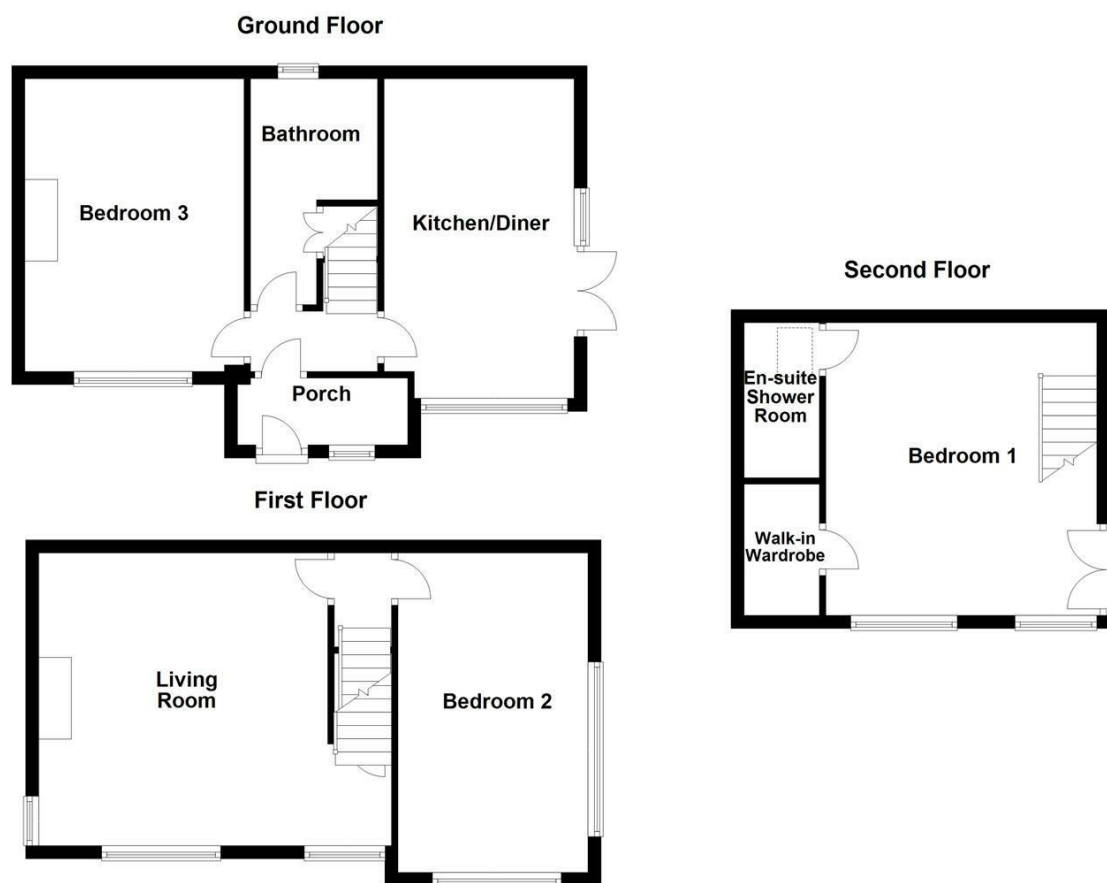 Ground Floor
Bathroom
Bedroom 3
Kitchen/Diner
Porch
First Floor
Living
Room
Bedroom 2
Second Floor
En-suite
Shower
Room
Bedroom 1
Walk-in
Wardrobe